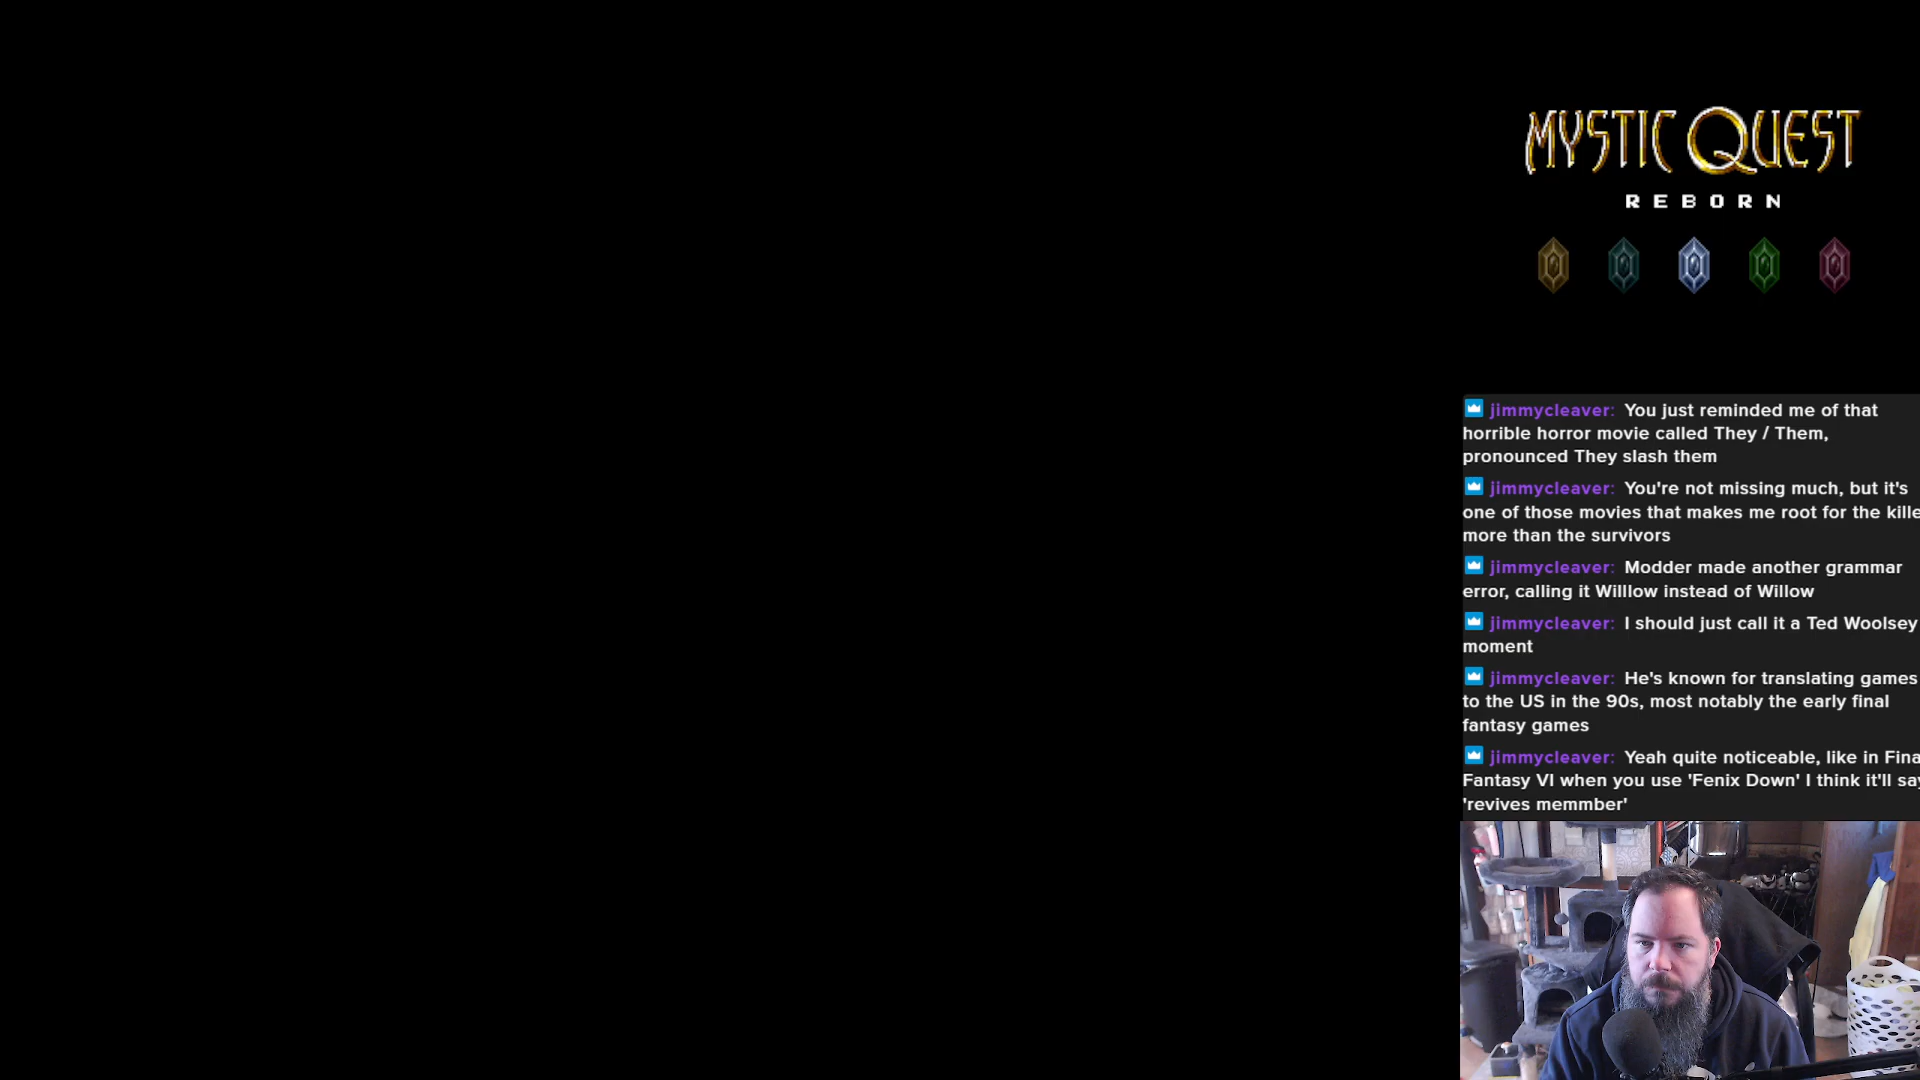 MYSTIC QUEST
REBORN
jimmycleaver: You just reminded me of that
horrible horror movie called They / Them,
pronounced They slash them
jimmycleaver: You're not missing much, but it's
one of those movies that makes me root for the kille
more than the survivors
jimmycleaver: Modder made another grammar
error, calling it Willlow instead of Willow
jimmycleaver: I should just call it a Ted Woolsey
moment
jimmycleaver: He's known for translating games
to the US in the 90s, most notably the early final
fantasy games
jimmycleaver: Yeah quite noticeable, like in Fina
Fantasy VI when you use 'Fenix Down' I think it'll say
'revives memmber'